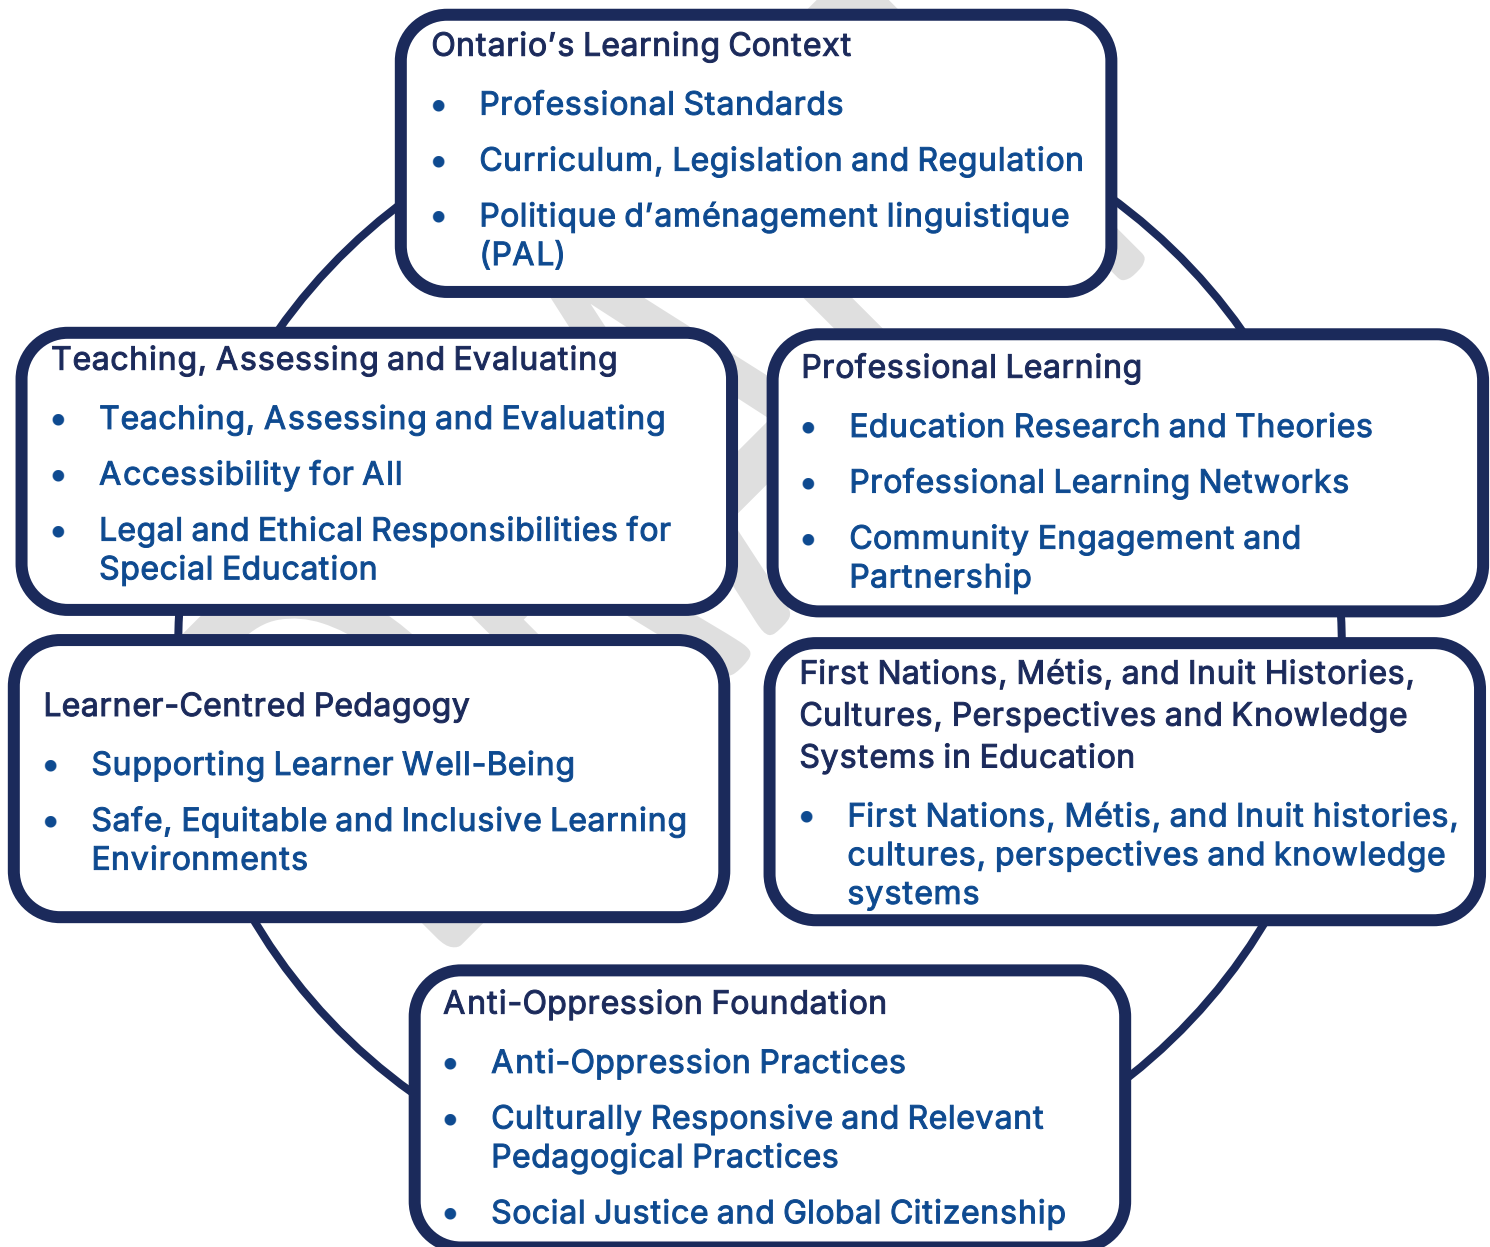 Ontario’s Learning Context
• Professional Standards
• Curriculum, Legislation and Regulation
• Politique d’aménagement linguistique
(PAL)
Teaching, Assessing and Evaluating
• Teaching, Assessing and Evaluating
• Accessibility for All
• Legal and Ethical Responsibilities for
Special Education
Professional Learning
• Education Research and Theories
• Professional Learning Networks
• Community Engagement and
Partnership
Learner-Centred Pedagogy
• Supporting Learner Well-Being
• Safe, Equitable and Inclusive Learning
Environments
First Nations, Métis, and Inuit Histories,
Cultures, Perspectives and Knowledge
Systems in Education
• First Nations, Métis, and Inuit histories,
cultures, perspectives and knowledge
systems
Anti-Oppression Foundation
• Anti-Oppression Practices
• Culturally Responsive and Relevant
Pedagogical Practices
• Social Justice and Global Citizenship